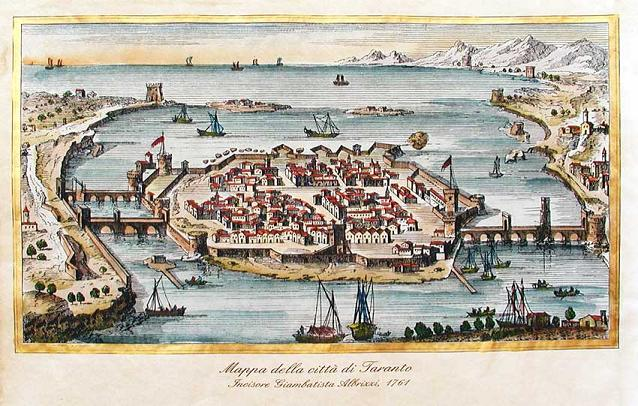 Mappa della città di Taranto
Incisore Giambatista Albrizzi, 1761